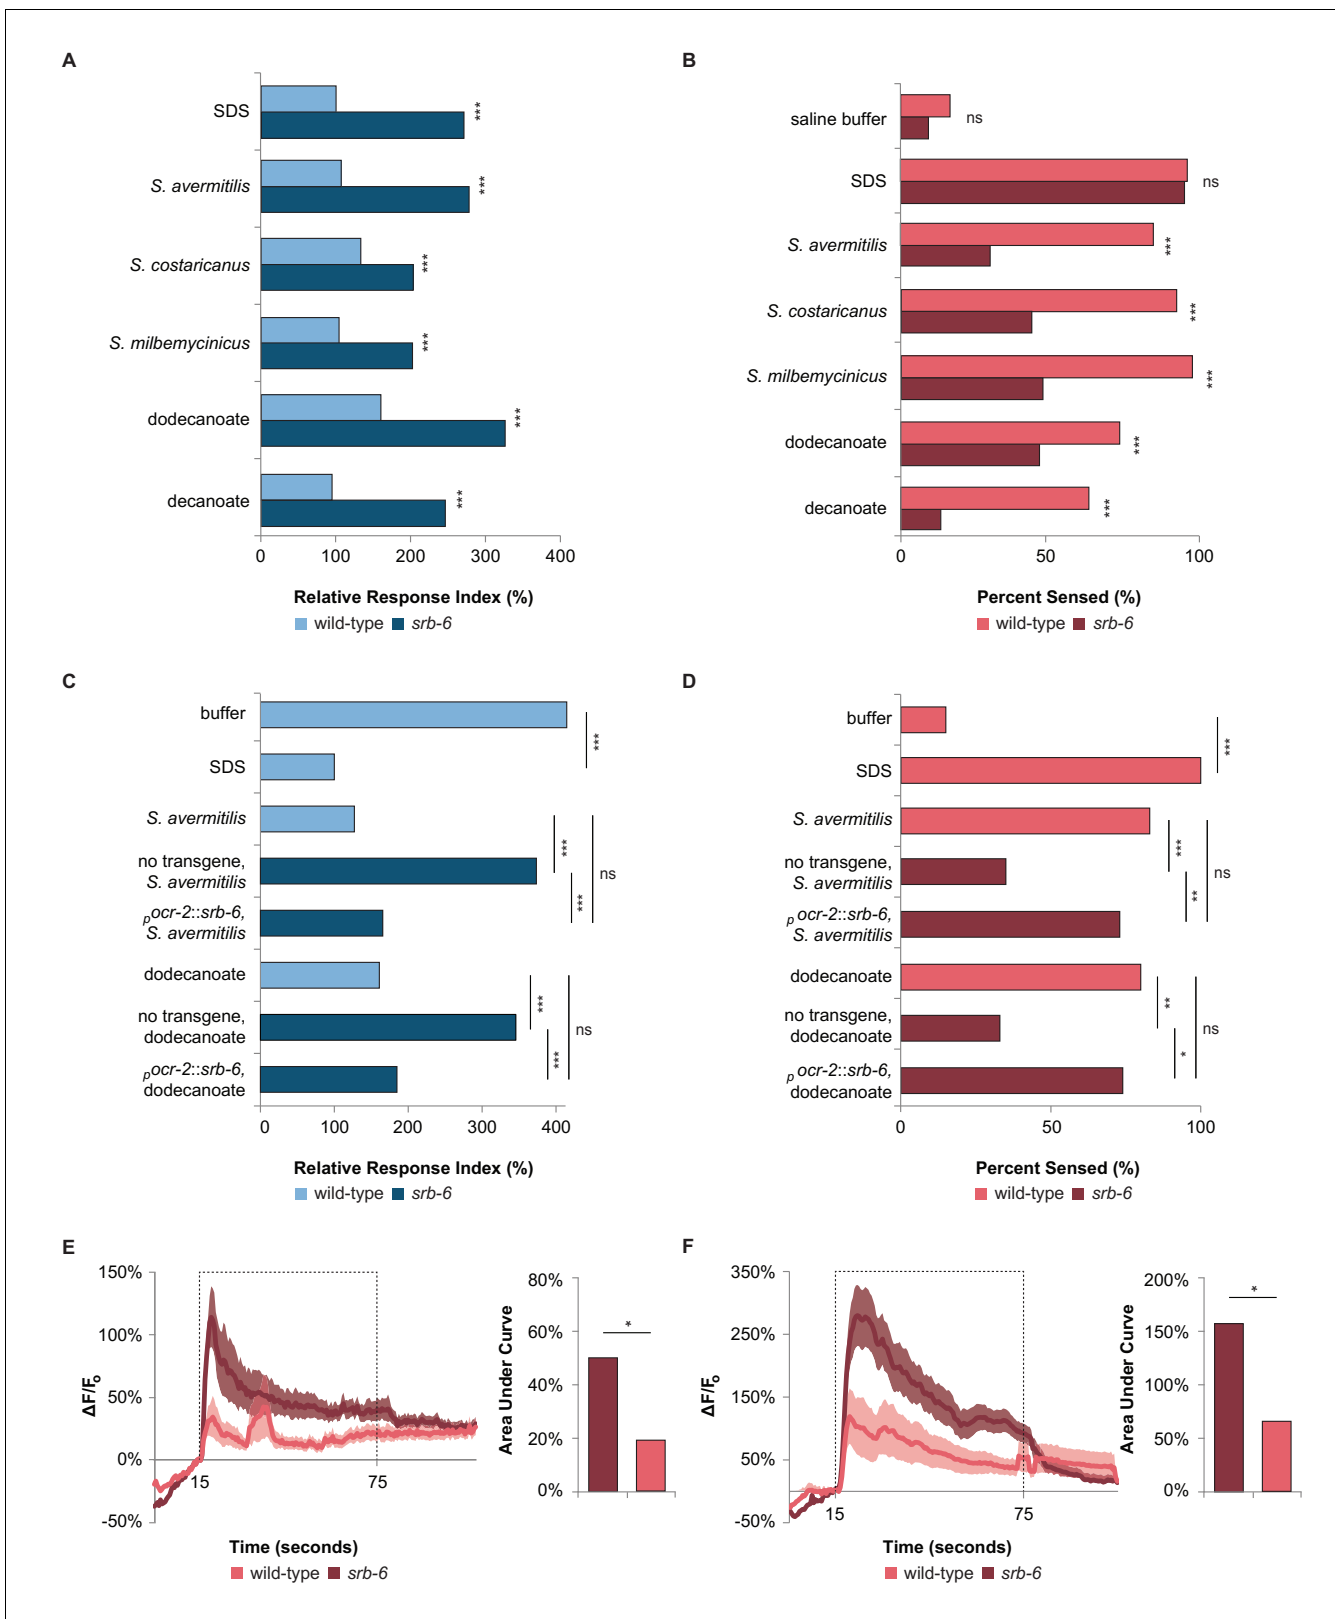 A
SDS
***
S. avermitilis
***
S. costaricanus
***
S. milbemycinicus
***
dodecanoate
***
decanoate
***
0 100 200 300 400
Relative Response Index (%)
wild-type srb-6
B
saline buffer
ns
SDS
ns
S. avermitilis
***
S. costaricanus
***
S. milbemycinicus
***
dodecanoate
***
decanoate
***
0 50 100
Percent Sensed (%)
wild-type srb-6
C
buffer
***
SDS
S. avermitilis
***
no transgene,
S. avermitilis
ns
***
pocr-2::srb-6,
S. avermitilis
dodecanoate
***
no transgene,
dodecanoate
ns
***
pocr-2::srb-6,
dodecanoate
0 100 200 300 400
Relative Response Index (%)
wild-type srb-6
D
buffer
***
SDS
S. avermitilis
***
no transgene,
S. avermitilis
ns
**
pocr-2::srb-6,
S. avermitilis
dodecanoate
**
no transgene,
dodecanoate
ns
*
pocr-2::srb-6,
dodecanoate
0 50 100
Percent Sensed (%)
wild-type srb-6
E
150%
100%
50%
0%
-50%
ΔF/Fo
15 75
Time (seconds)
wild-type srb-6
80%
60%
40%
20%
0%
Area Under Curve
*
F
350%
250%
150%
50%
-50%
ΔF/Fo
15 75
Time (seconds)
wild-type srb-6
200%
150%
100%
50%
0%
Area Under Curve
*